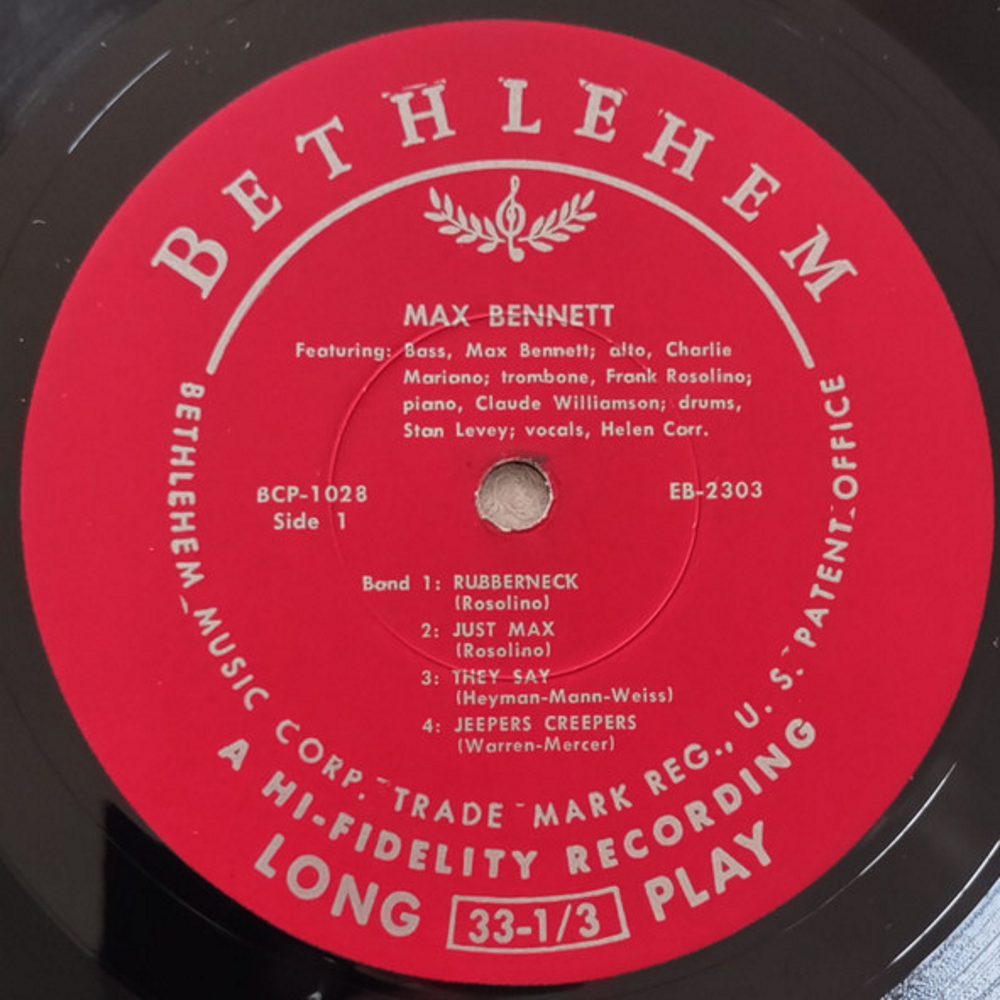 BETHLEHEM
MAX BENNETT
Featuring: Bass, Max Bennett; alto, Charlie
Mariano; trombone, Frank Rosolino;
piano, Claude Williamson; drums,
Stan Levey; vocals, Helen Carr.
BCP-1028
Side 1
EB-2303
Band 1: RUBBERNECK
(Rosolino)
2: JUST MAX
(Rosolino)
3: THEY SAY
(Heyman-Mann-Weiss)
4: JEEPERS CREEPERS
(Warren-Mercer)
BETHLEHEM MUSIC CORP. TRADE MARK REG., U. S. PATENT OFFICE
A HI-FIDELITY RECORDING
LONG 33-1/3 PLAY